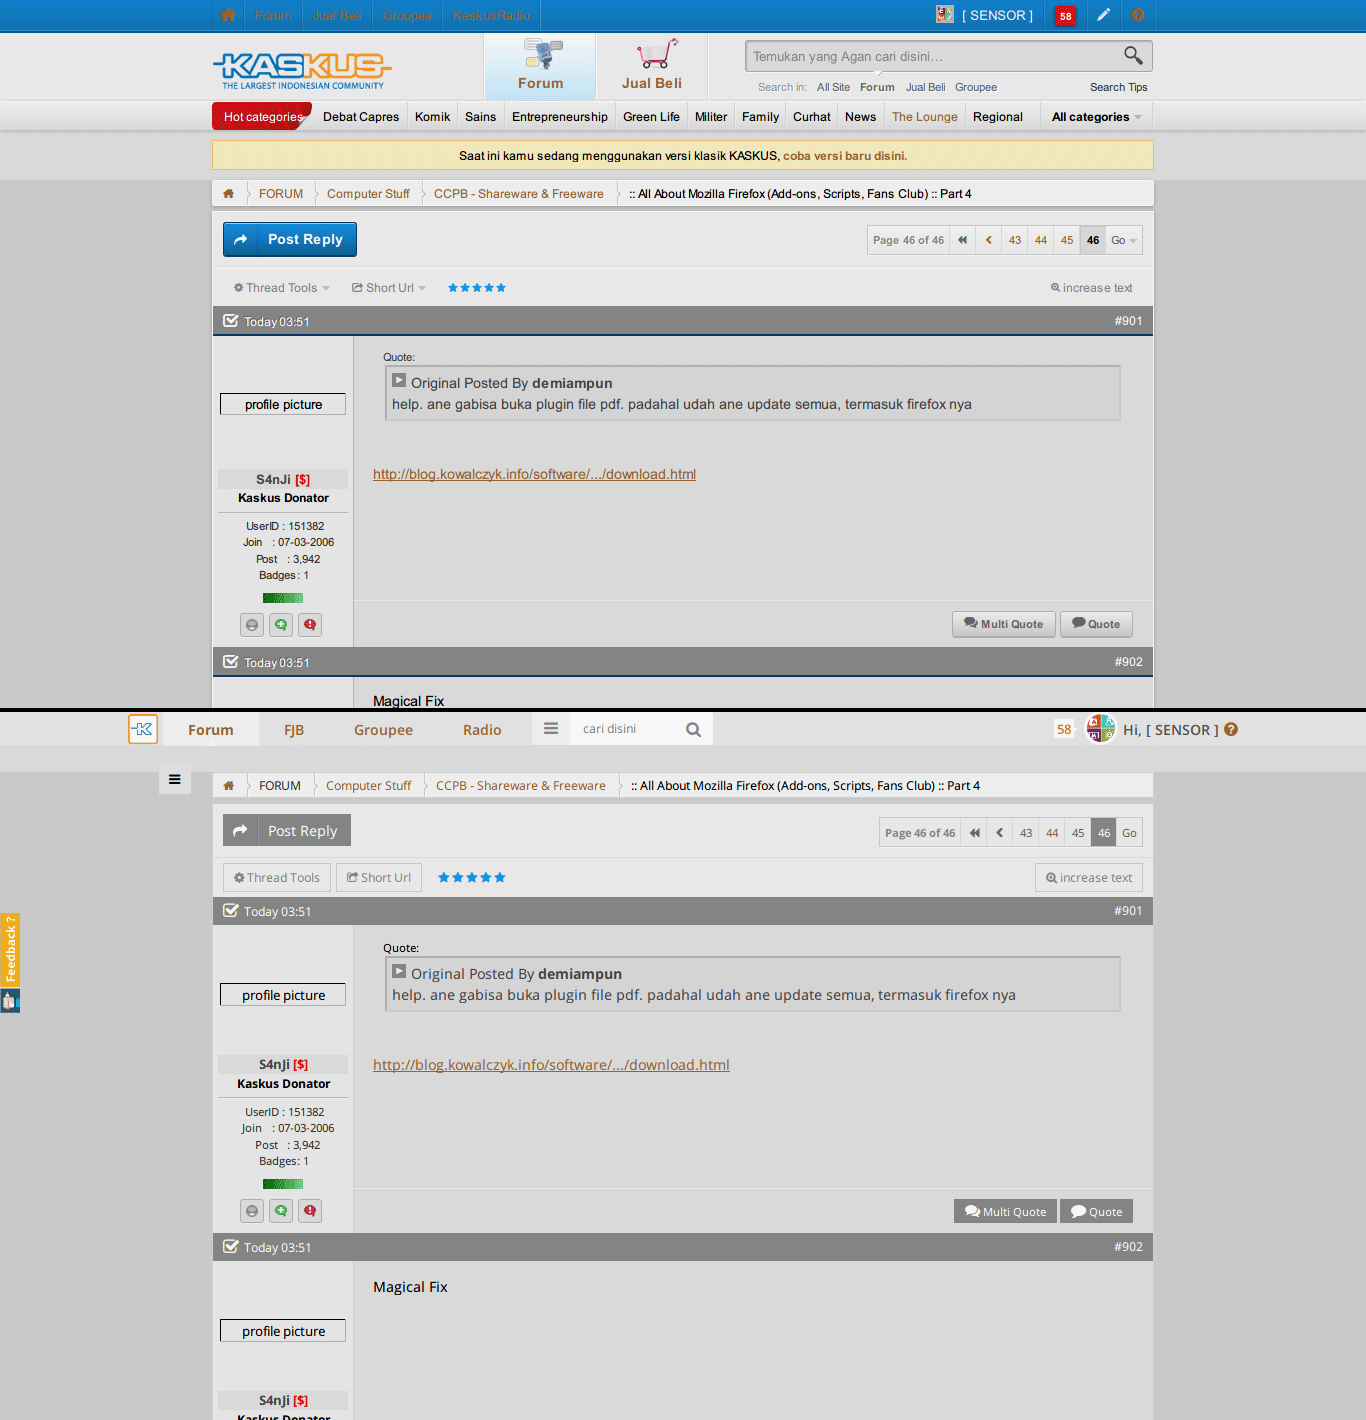 Forum Jual Beli Groupee KaskusRadio [ SENSOR ] 58
KASKUS
THE LARGEST INDONESIAN COMMUNITY
Forum Jual Beli
Temukan yang Agan cari disini...
Search in: All Site Forum Jual Beli Groupee Search Tips
Hot categories Debat Capres Komik Sains Entrepreneurship Green Life Militer Family Curhat News The Lounge Regional All categories
Saat ini kamu sedang menggunakan versi klasik KASKUS, coba versi baru disini.
FORUM Computer Stuff CCPB - Shareware & Freeware :: All About Mozilla Firefox (Add-ons, Scripts, Fans Club) :: Part 4
Post Reply Page 46 of 46 43 44 45 46 Go
Thread Tools Short Url increase text
Today 03:51 #901
Quote:
Original Posted By demiampun
help. ane gabisa buka plugin file pdf. padahal udah ane update semua, termasuk firefox nya
profile picture
http://blog.kowalczyk.info/software/.../download.html
S4nJi [$]
Kaskus Donator
UserID : 151382
Join : 07-03-2006
Post : 3,942
Badges : 1
Multi Quote Quote
Today 03:51 #902
Magical Fix
K Forum FJB Groupee Radio cari disini 58 Hi, [ SENSOR ] ?
FORUM Computer Stuff CCPB - Shareware & Freeware :: All About Mozilla Firefox (Add-ons, Scripts, Fans Club) :: Part 4
Post Reply Page 46 of 46 43 44 45 46 Go
Thread Tools Short Url increase text
Today 03:51 #901
Feedback ?
Quote:
Original Posted By demiampun
help. ane gabisa buka plugin file pdf. padahal udah ane update semua, termasuk firefox nya
profile picture
http://blog.kowalczyk.info/software/.../download.html
S4nJi [$]
Kaskus Donator
UserID : 151382
Join : 07-03-2006
Post : 3,942
Badges: 1
Multi Quote Quote
Today 03:51 #902
Magical Fix
profile picture
S4nJi [$]
Kaskus Donator